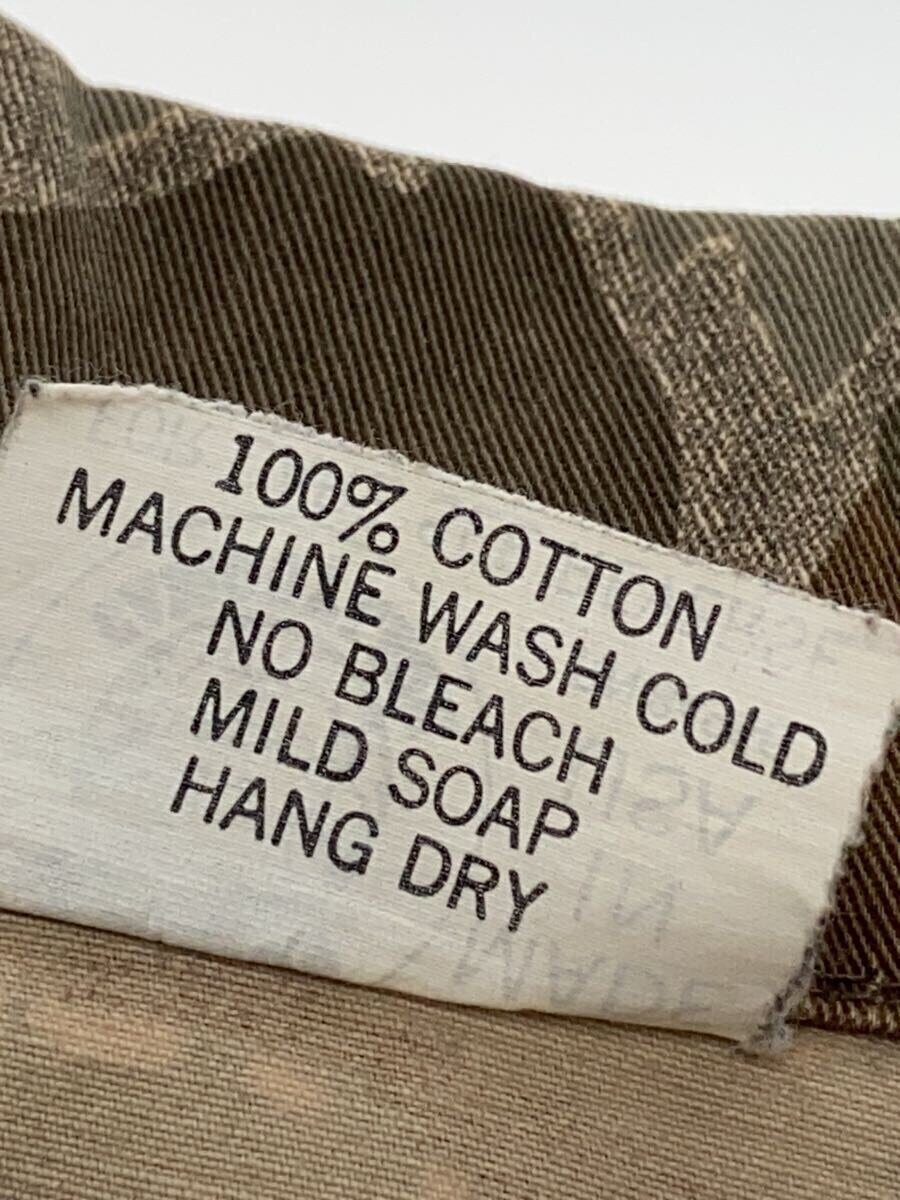 100% COTTON
MACHINE WASH COLD
NO BLEACH
MILD SOAP
HANG DRY